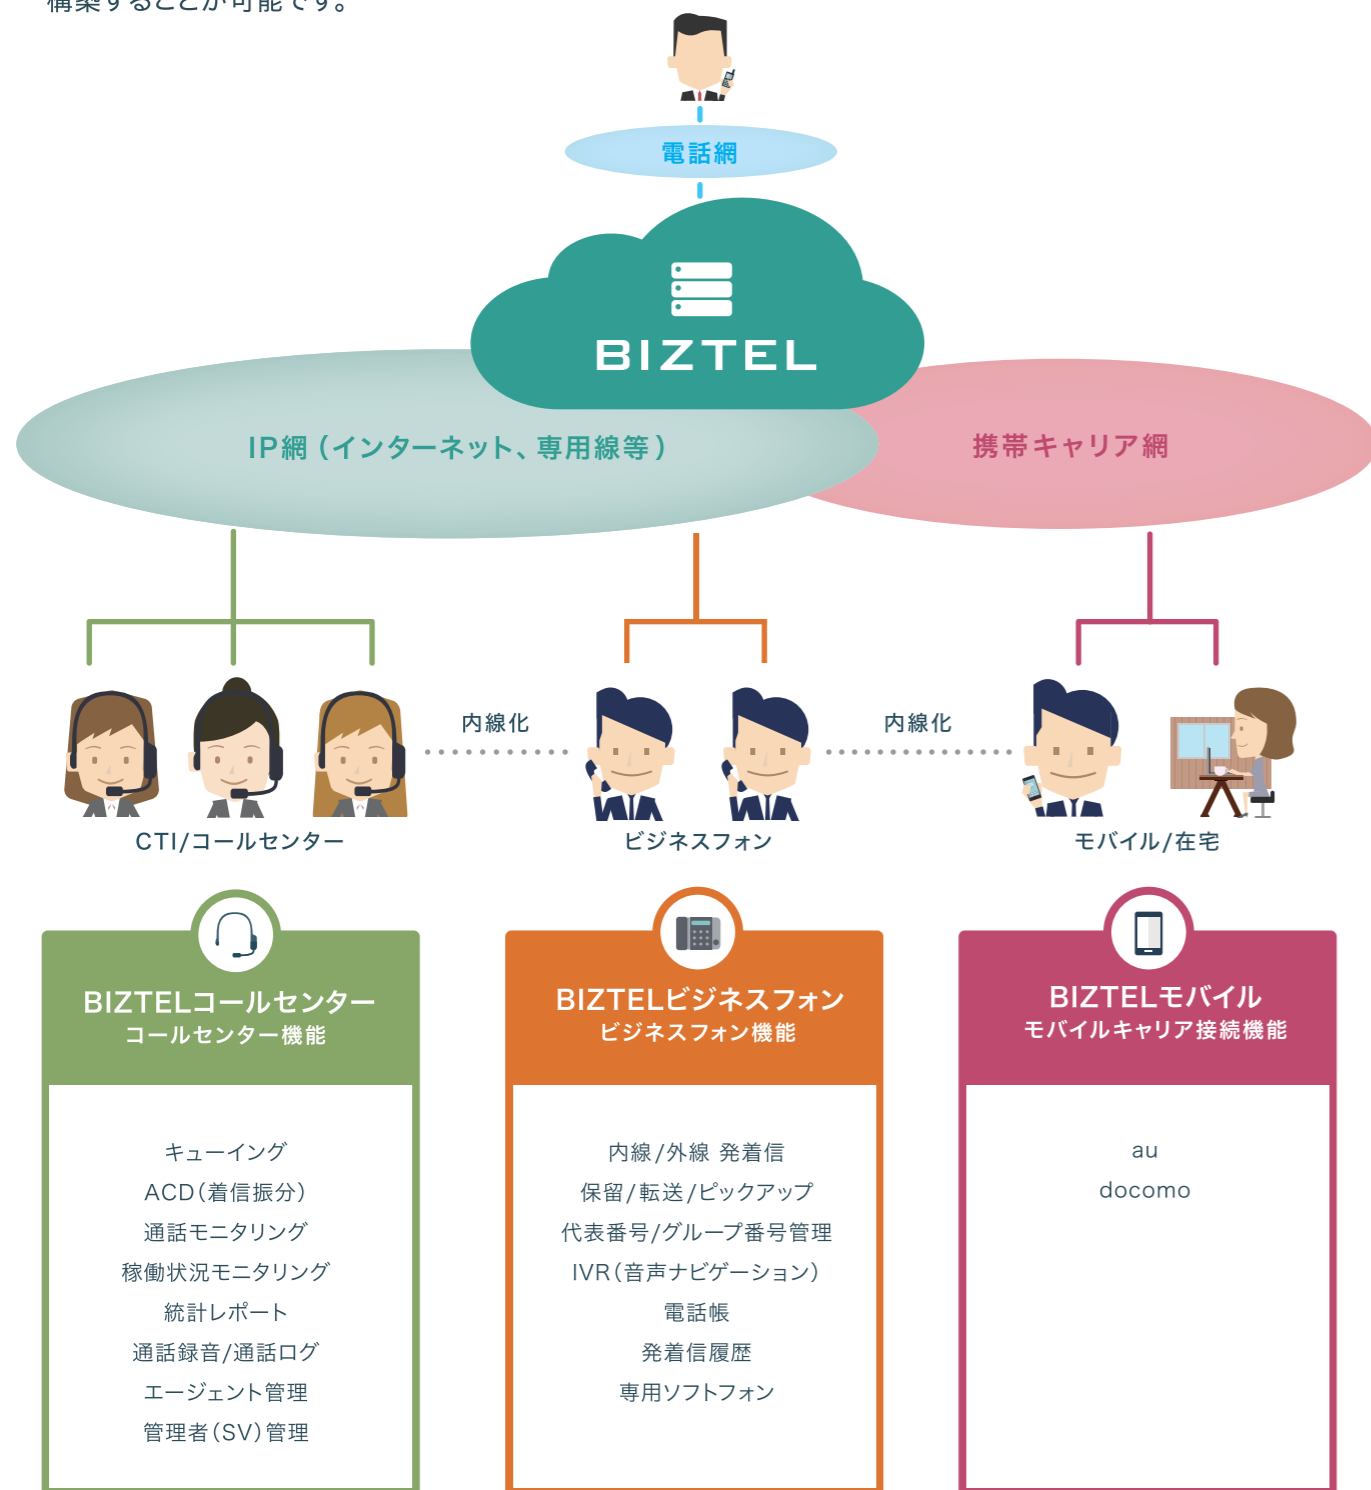 構築することが可能です。
電話網
BIZTEL
IP網（インターネット、専用線等）
携帯キャリア網
内線化
内線化
CTI/コールセンター
ビジネスフォン
モバイル/在宅
BIZTELコールセンター
コールセンター機能
キューイング
ACD（着信振分）
通話モニタリング
稼働状況モニタリング
統計レポート
通話録音/通話ログ
エージェント管理
管理者（SV）管理
BIZTELビジネスフォン
ビジネスフォン機能
内線/外線 発着信
保留/転送/ピックアップ
代表番号/グループ番号管理
IVR（音声ナビゲーション）
電話帳
発着信履歴
専用ソフトフォン
BIZTELモバイル
モバイルキャリア接続機能
au
docomo